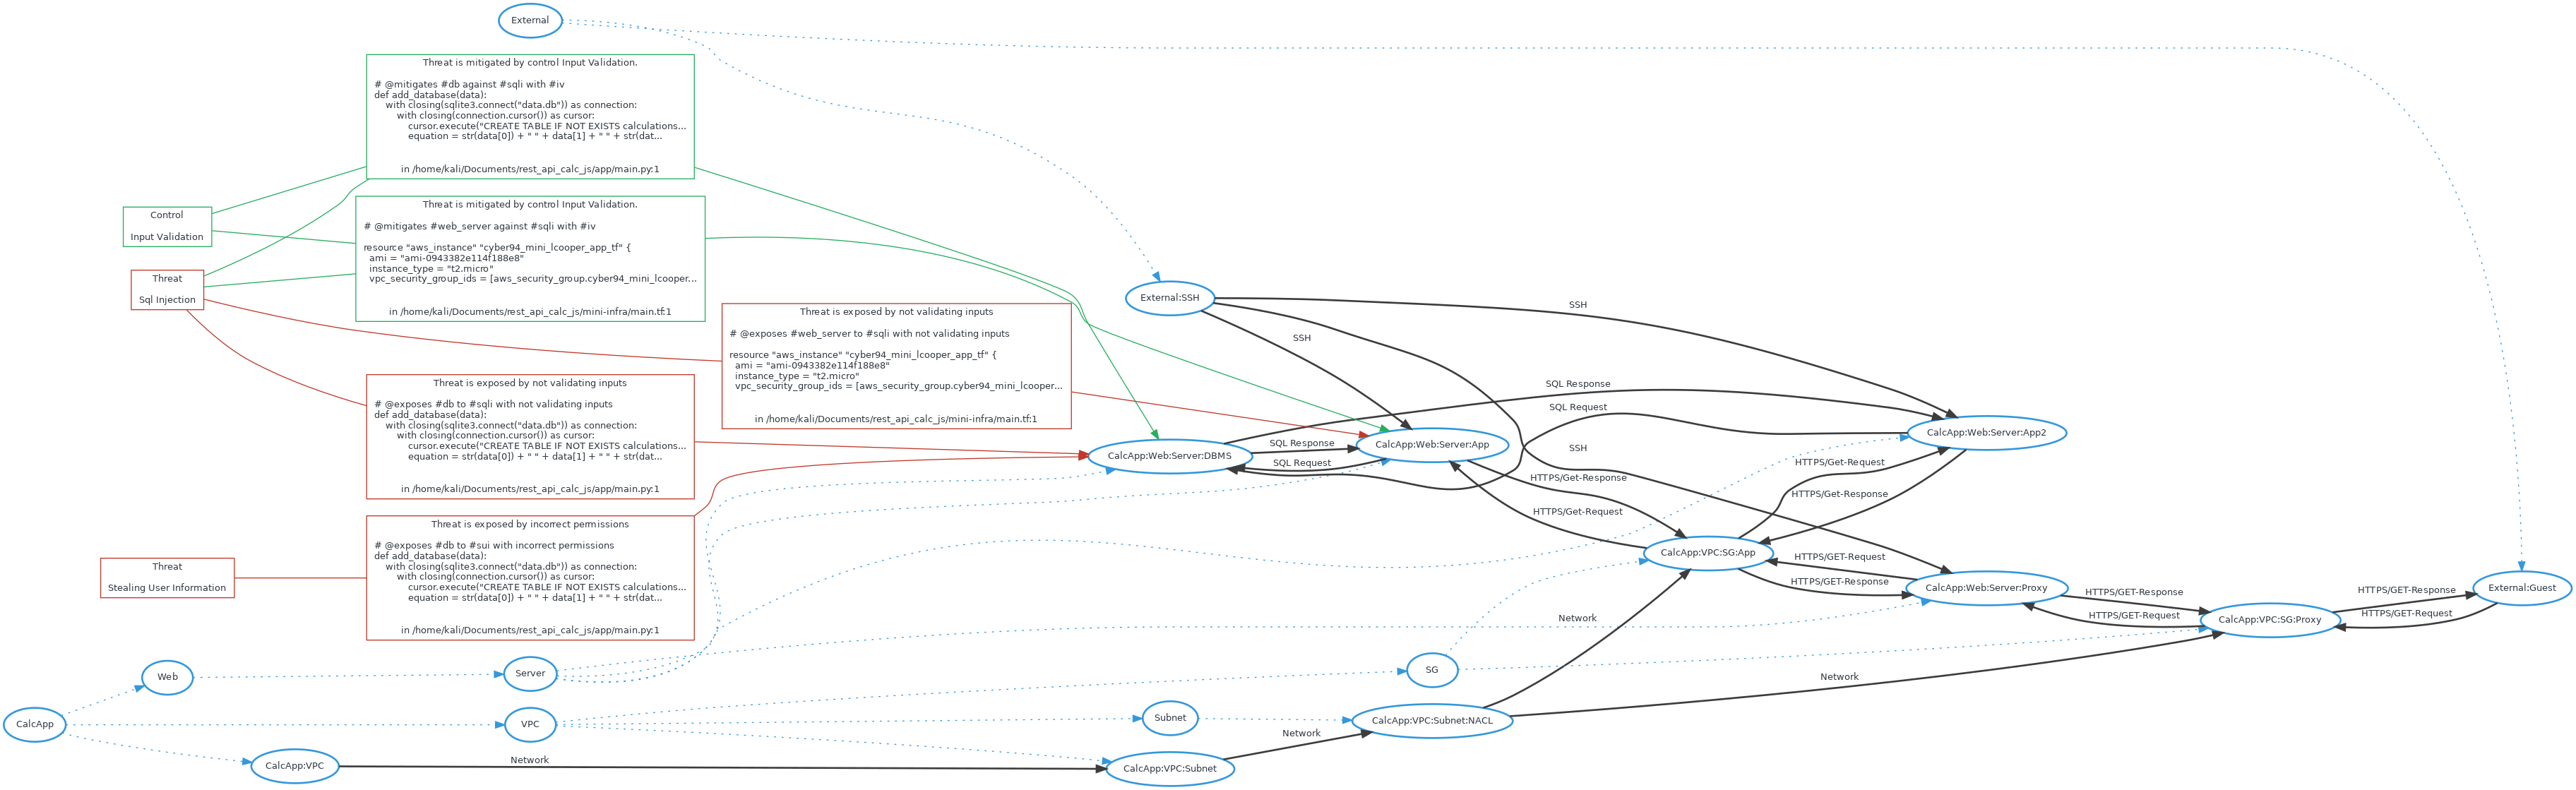 External
Threat is mitigated by control Input Validation.
# @mitigates #db against #sqli with #iv
def add_database(data):
with closing(sqlite3.connect("data.db")) as connection:
with closing(connection.cursor()) as cursor:
cursor.execute("CREATE TABLE IF NOT EXISTS calculations...
equation = str(data[0]) + " " + data[1] + " " + str(dat...
in /home/kali/Documents/rest_api_calc_js/app/main.py:1
Control
Input Validation
Threat is mitigated by control Input Validation.
# @mitigates #web_server against #sqli with #iv
resource "aws_instance" "cyber94_mini_lcooper_app_tf" {
ami = "ami-0943382e114f188e8"
instance_type = "t2.micro"
vpc_security_group_ids = [aws_security_group.cyber94_mini_lcooper...
in /home/kali/Documents/rest_api_calc_js/mini-infra/main.tf:1
Threat
Sql Injection
Threat is exposed by not validating inputs
# @exposes #web_server to #sqli with not validating inputs
resource "aws_instance" "cyber94_mini_lcooper_app_tf" {
ami = "ami-0943382e114f188e8"
instance_type = "t2.micro"
vpc_security_group_ids = [aws_security_group.cyber94_mini_lcooper...
in /home/kali/Documents/rest_api_calc_js/mini-infra/main.tf:1
Threat is exposed by not validating inputs
# @exposes #db to #sqli with not validating inputs
def add_database(data):
with closing(sqlite3.connect("data.db")) as connection:
with closing(connection.cursor()) as cursor:
cursor.execute("CREATE TABLE IF NOT EXISTS calculations...
equation = str(data[0]) + " " + data[1] + " " + str(dat...
in /home/kali/Documents/rest_api_calc_js/app/main.py:1
Threat is exposed by incorrect permissions
# @exposes #db to #sui with incorrect permissions
def add_database(data):
with closing(sqlite3.connect("data.db")) as connection:
with closing(connection.cursor()) as cursor:
cursor.execute("CREATE TABLE IF NOT EXISTS calculations...
equation = str(data[0]) + " " + data[1] + " " + str(dat...
in /home/kali/Documents/rest_api_calc_js/app/main.py:1
Threat
Stealing User Information
External:SSH
SSH
SSH
SQL Response
SQL Request
SSH
CalcApp:Web:Server:DBMS
SQL Response
SQL Request
CalcApp:Web:Server:App
CalcApp:Web:Server:App2
HTTPS/Get-Response
HTTPS/Get-Request
HTTPS/Get-Request
HTTPS/Get-Response
CalcApp:VPC:SG:App
HTTPS/GET-Request
HTTPS/GET-Response
CalcApp:Web:Server:Proxy
HTTPS/GET-Response
HTTPS/GET-Request
CalcApp:VPC:SG:Proxy
HTTPS/GET-Response
HTTPS/GET-Request
External:Guest
Network
Web
Server
SG
Network
CalcApp
VPC
Subnet
CalcApp:VPC:Subnet:NACL
Network
CalcApp:VPC
Network
CalcApp:VPC:Subnet